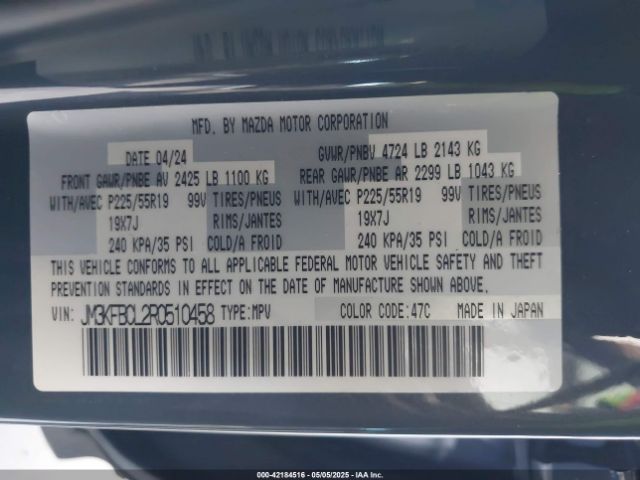 MFD. BY MAZDA MOTOR CORPORATION
DATE 04/24 GVWR/PNBV 4724 LB 2143 KG
FRONT GAWR/PNBE AV 2425 LB 1100 KG REAR GAWR/PNBE AR 2299 LB 1043 KG
WITH/AVEC P225/55R19 99V TIRES/PNEUS WITH/AVEC P225/55R19 99V TIRES/PNEUS
19X7J RIMS/JANTES 19X7J RIMS/JANTES
240 KPA/35 PSI COLD/A FROID 240 KPA/35 PSI COLD/A FROID
THIS VEHICLE CONFORMS TO ALL APPLICABLE FEDERAL MOTOR VEHICLE SAFETY AND THEFT
PREVENTION STANDARDS IN EFFECT ON THE DATE OF MANUFACTURE SHOWN ABOVE.
VIN: JM3KFBCL2R0510458 TYPE:MPV COLOR CODE:47C MADE IN JAPAN
000-42184516 - 05/05/2025 - IAA Inc.